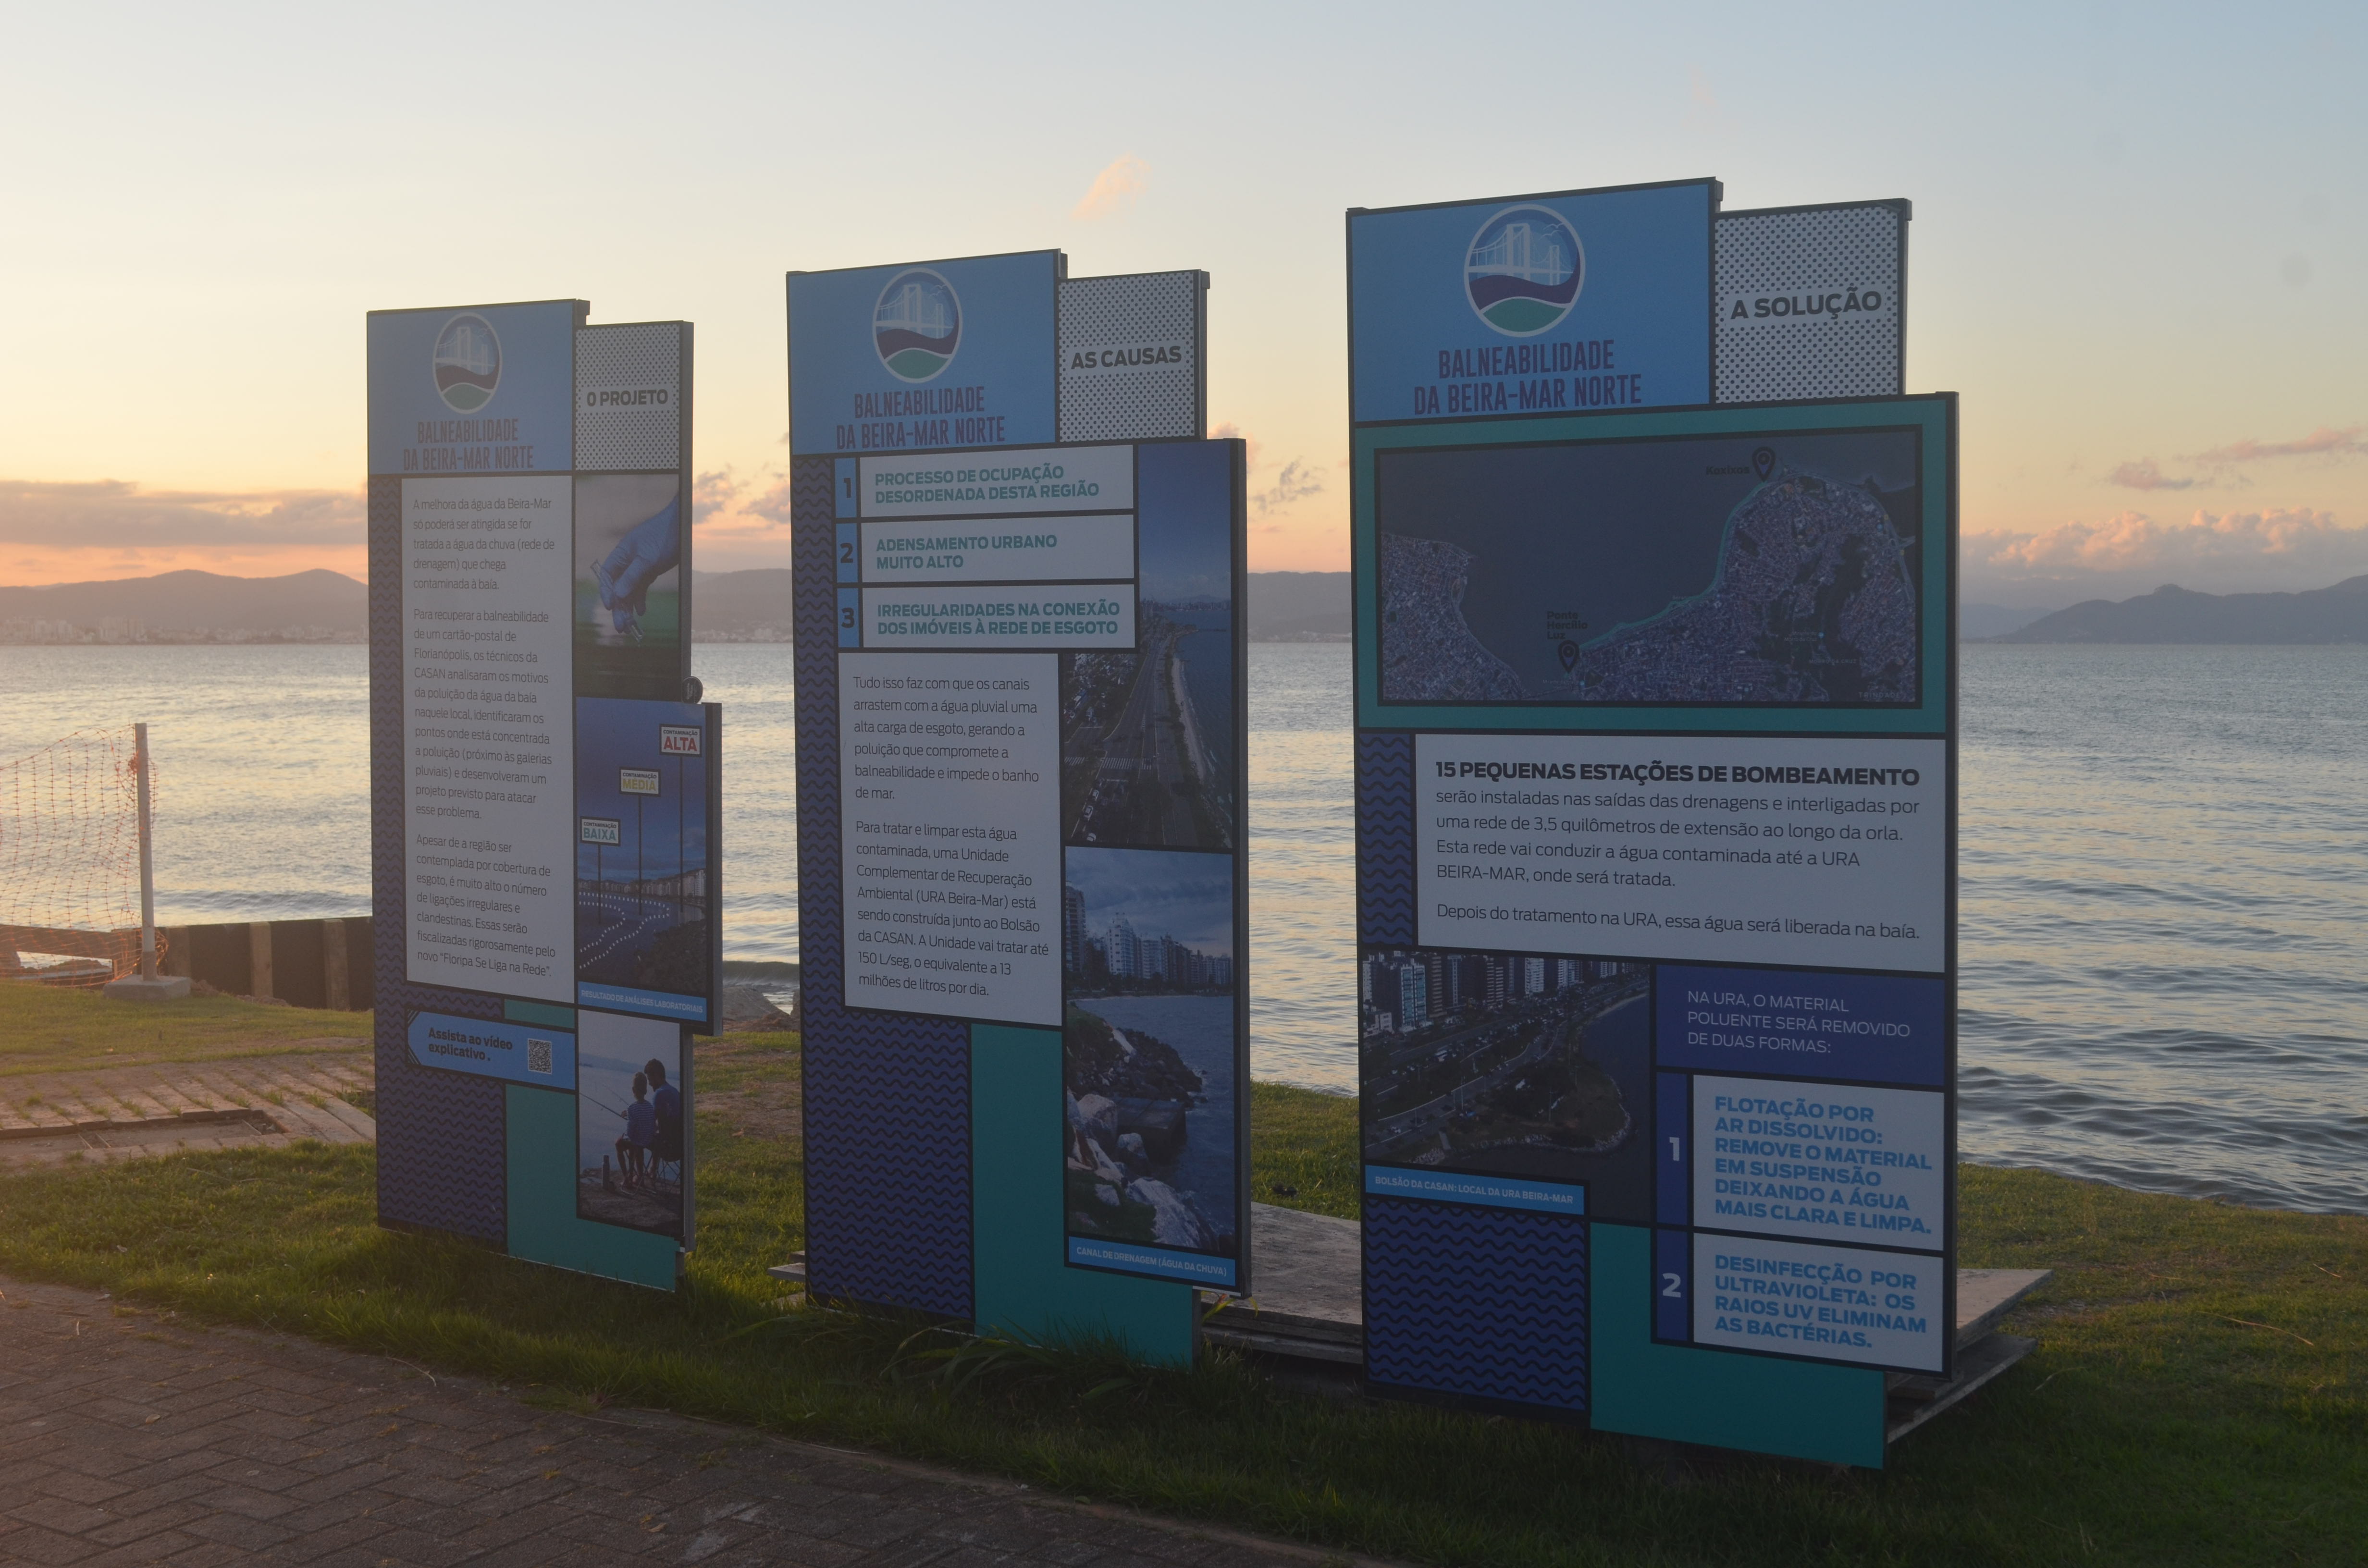 BALNEABILIDADE
DA BEIRA-MAR NORTE
O PROJETO
A melhora da água da Beira-Mar
só poderá ser atingida se for
tratada a água da chuva (rede de
drenagem) que chega
contaminada à baía.
Para recuperar a balneabilidade
de um cartão-postal de
Florianópolis, os técnicos da
CASAN analisaram os motivos
da poluição da água da baía
naquele local, identificaram os
pontos onde está concentrada
a poluição (próximo às galerias
pluviais) e desenvolveram um
projeto previsto para atacar
esse problema.
Apesar de a região ser
contemplada por cobertura de
esgoto, é muito alto o número
de ligações irregulares e
clandestinas. Essas serão
fiscalizadas rigorosamente pelo
novo "Floripa Se Liga na Rede".
CONTAMINAÇÃO
ALTA
CONTAMINAÇÃO
MÉDIA
CONTAMINAÇÃO
BAIXA
RESULTADO DE ANÁLISES LABORATORIAIS
Assista ao vídeo
explicativo.
BALNEABILIDADE
DA BEIRA-MAR NORTE
AS CAUSAS
1 PROCESSO DE OCUPAÇÃO
DESORDENADA DESTA REGIÃO
2 ADENSAMENTO URBANO
MUITO ALTO
3 IRREGULARIDADES NA CONEXÃO
DOS IMÓVEIS À REDE DE ESGOTO
Tudo isso faz com que os canais
arrastem com a água pluvial uma
alta carga de esgoto, gerando a
poluição que compromete a
balneabilidade e impede o banho
de mar.
Para tratar e limpar esta água
contaminada, uma Unidade
Complementar de Recuperação
Ambiental (URA Beira-Mar) está
sendo construída junto ao Bolsão
da CASAN. A Unidade vai tratar até
150 L/seg, o equivalente a 13
milhões de litros por dia.
CANAL DE DRENAGEM (ÁGUA DA CHUVA)
BALNEABILIDADE
DA BEIRA-MAR NORTE
A SOLUÇÃO
Koxixos
Ponte
Hercílio
Luz
15 PEQUENAS ESTAÇÕES DE BOMBEAMENTO
serão instaladas nas saídas das drenagens e interligadas por
uma rede de 3,5 quilômetros de extensão ao longo da orla.
Esta rede vai conduzir a água contaminada até a URA
BEIRA-MAR, onde será tratada.
Depois do tratamento na URA, essa água será liberada na baía.
BOLSÃO DA CASAN: LOCAL DA URA BEIRA-MAR
NA URA, O MATERIAL
POLUENTE SERÁ REMOVIDO
DE DUAS FORMAS:
1 FLOTAÇÃO POR
AR DISSOLVIDO:
REMOVE O MATERIAL
EM SUSPENSÃO
DEIXANDO A ÁGUA
MAIS CLARA E LIMPA.
2 DESINFECÇÃO POR
ULTRAVIOLETA: OS
RAIOS UV ELIMINAM
AS BACTÉRIAS.